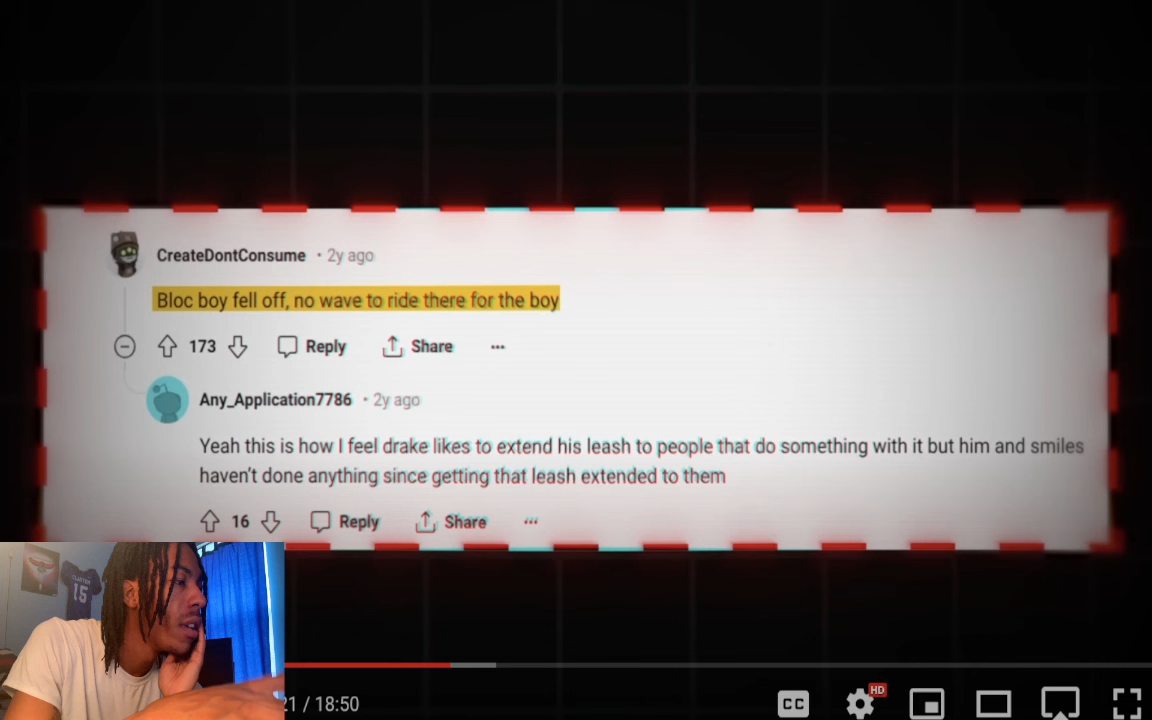 CreateDontConsume • 2y ago
Bloc boy fell off, no wave to ride there for the boy
173 Reply Share ...
Any_Application7786 • 2y ago
Yeah this is how I feel drake likes to extend his leash to people that do something with it but him and smiles
haven't done anything since getting that leash extended to them
16 Reply Share ...
15
21 / 18:50
CC HD